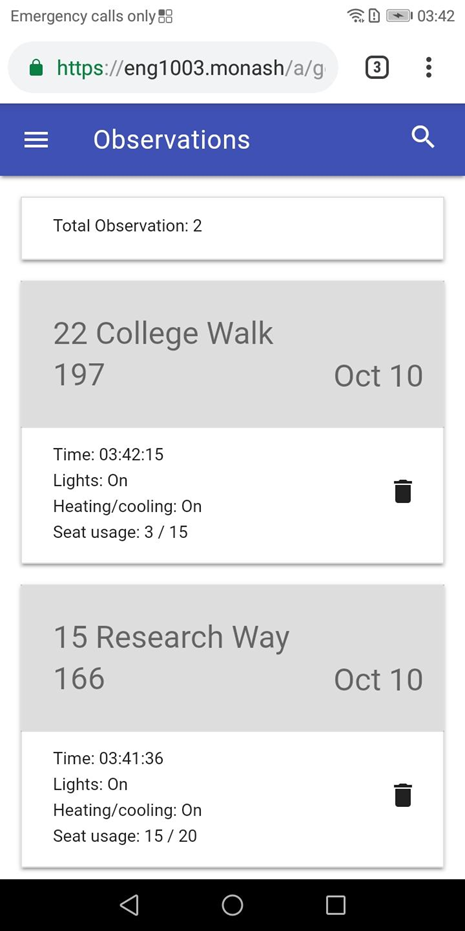 Emergency calls only 03:42
https://eng1003.monash/a/g
3
Observations
Total Observation: 2
22 College Walk
197
Oct 10
Time: 03:42:15
Lights: On
Heating/cooling: On
Seat usage: 3 / 15
15 Research Way
166
Oct 10
Time: 03:41:36
Lights: On
Heating/cooling: On
Seat usage: 15 / 20